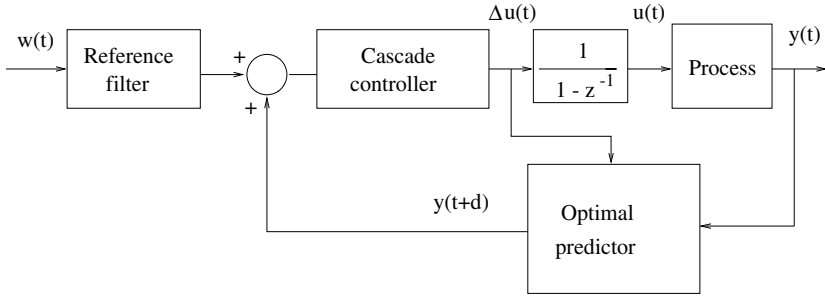 w(t)
Reference
filter
+
+
Cascade
controller
Δu(t)
1
1 - z^-1
u(t)
Process
y(t)
y(t+d)
Optimal
predictor